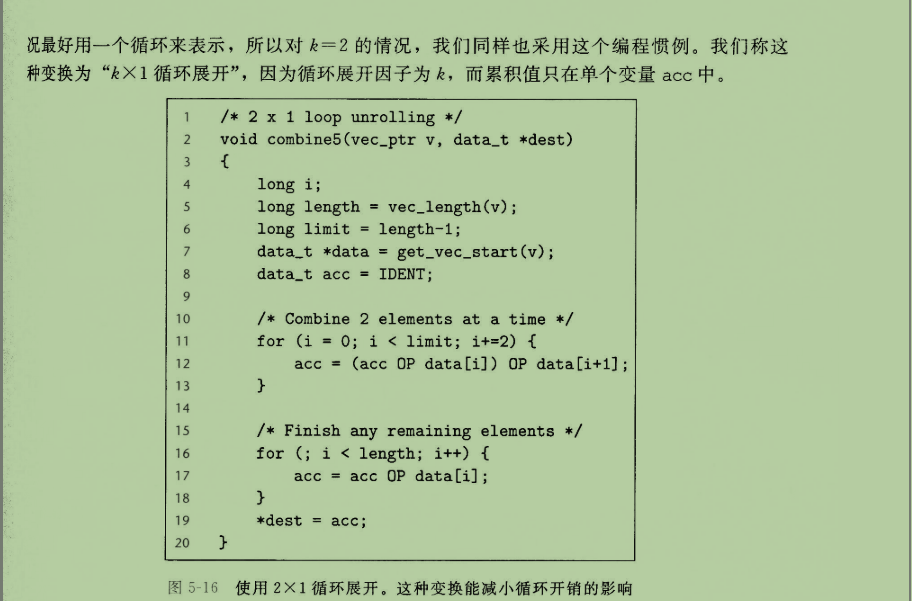 况最好用一个循环来表示，所以对 k=2 的情况，我们同样也采用这个编程惯例。我们称这
种变换为“k×1 循环展开”，因为循环展开因子为 k，而累积值只在单个变量 acc 中。
1 /* 2 x 1 loop unrolling */
2 void combine5(vec_ptr v, data_t *dest)
3 {
4     long i;
5     long length = vec_length(v);
6     long limit = length-1;
7     data_t *data = get_vec_start(v);
8     data_t acc = IDENT;
9
10     /* Combine 2 elements at a time */
11     for (i = 0; i < limit; i+=2) {
12         acc = (acc OP data[i]) OP data[i+1];
13     }
14
15     /* Finish any remaining elements */
16     for (; i < length; i++) {
17         acc = acc OP data[i];
18     }
19     *dest = acc;
20 }
图 5-16 使用 2×1 循环展开。这种变换能减小循环开销的影响